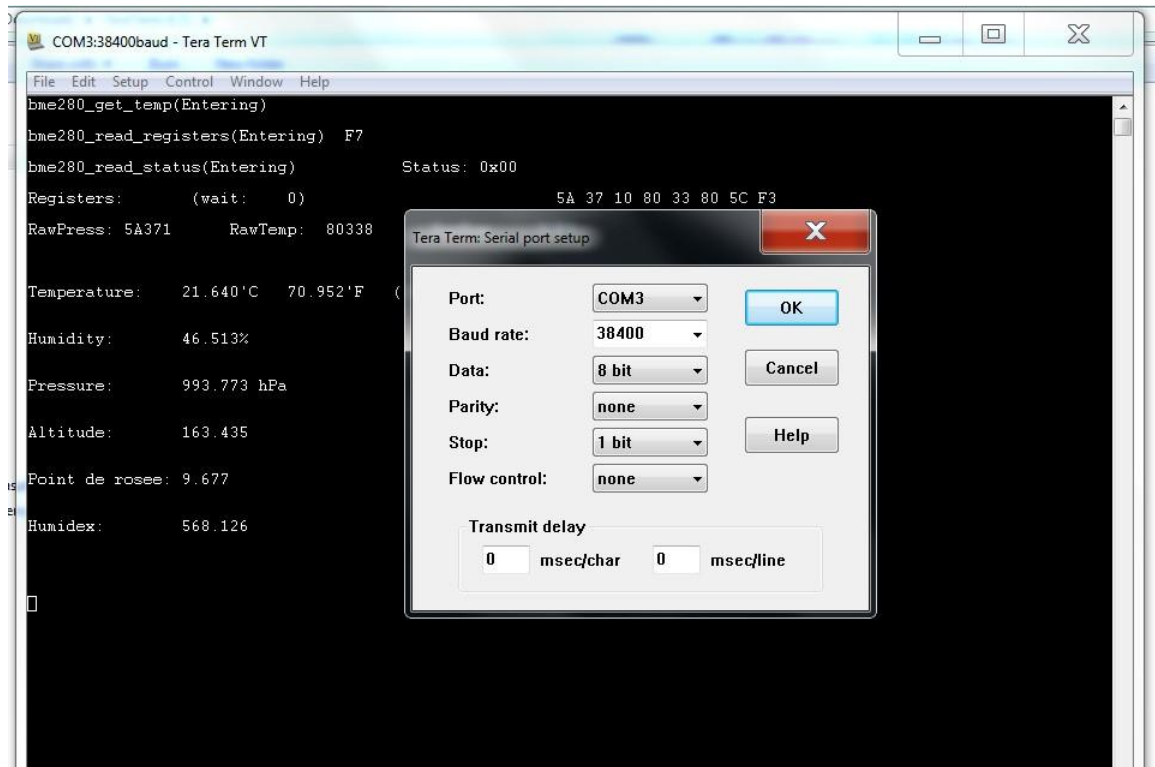 COM3:38400baud - Tera Term VT
File Edit Setup Control Window Help
bme280_get_temp(Entering)
bme280_read_registers(Entering) F7
bme280_read_status(Entering) Status: 0x00
Registers: (wait: 0) 5A 37 10 80 33 80 5C F3
RawPress: 5A371 RawTemp: 80338
Temperature: 21.640'C 70.952'F (
Humidity: 46.513%
Pressure: 993.773 hPa
Altitude: 163.435
Point de rosee: 9.677
Humidex: 568.126
Tera Term: Serial port setup
Port: COM3 OK
Baud rate: 38400
Data: 8 bit Cancel
Parity: none
Stop: 1 bit Help
Flow control: none
Transmit delay
0 msec/char 0 msec/line